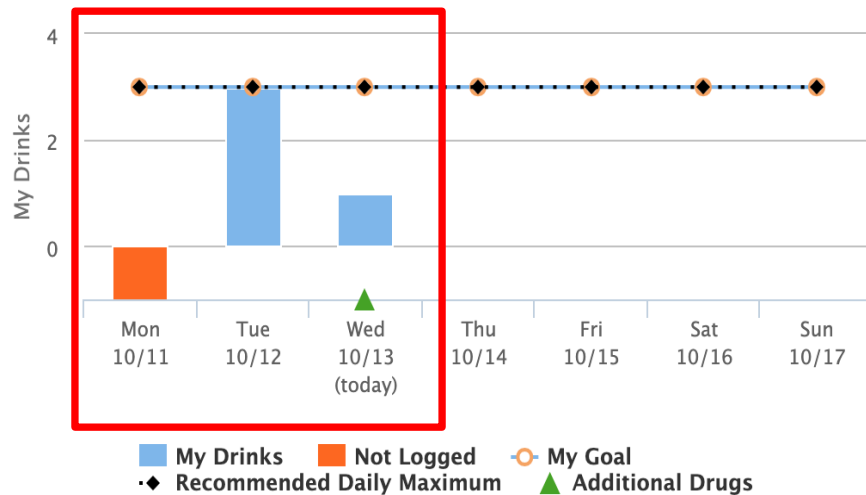 My Drinks
4
2
0
Mon Tue Wed Thu Fri Sat Sun
10/11 10/12 10/13 10/14 10/15 10/16 10/17
(today)
My Drinks Not Logged My Goal
Recommended Daily Maximum Additional Drugs